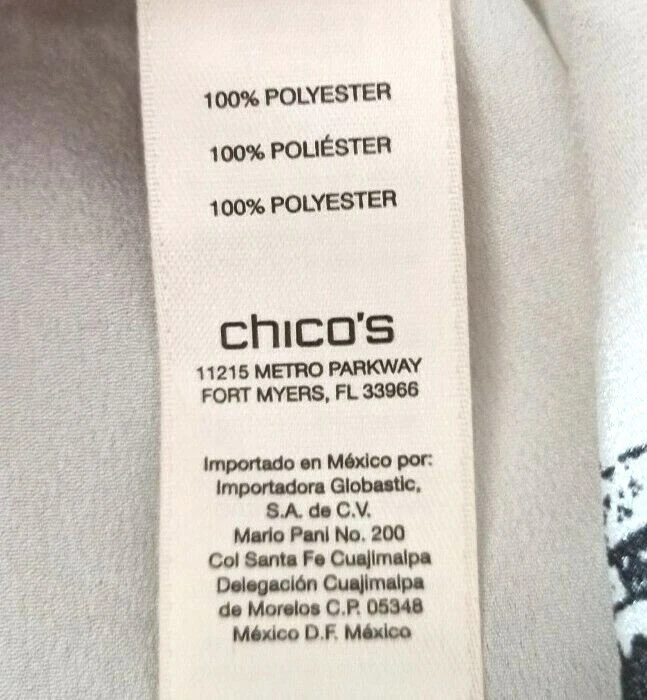 100% POLYESTER
100% POLIÉSTER
100% POLYESTER
chico's
11215 METRO PARKWAY
FORT MYERS, FL 33966
Importado en México por:
Importadora Globastic,
S.A. de C.V.
Mario Pani No. 200
Col Santa Fe Cuajimalpa
Delegación Cuajimalpa
de Morelos C.P. 05348
México D.F. México